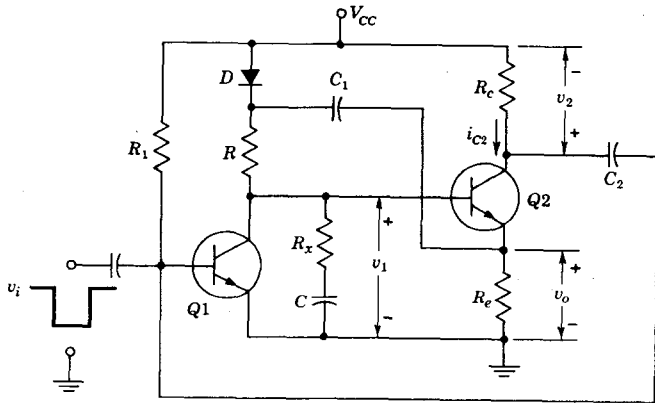 V_CC
D
C_1
R_c
v_2
R_1
R
i_C2
C_2
Q2
R_x
v_1
v_i
Q1
C
R_e
v_o